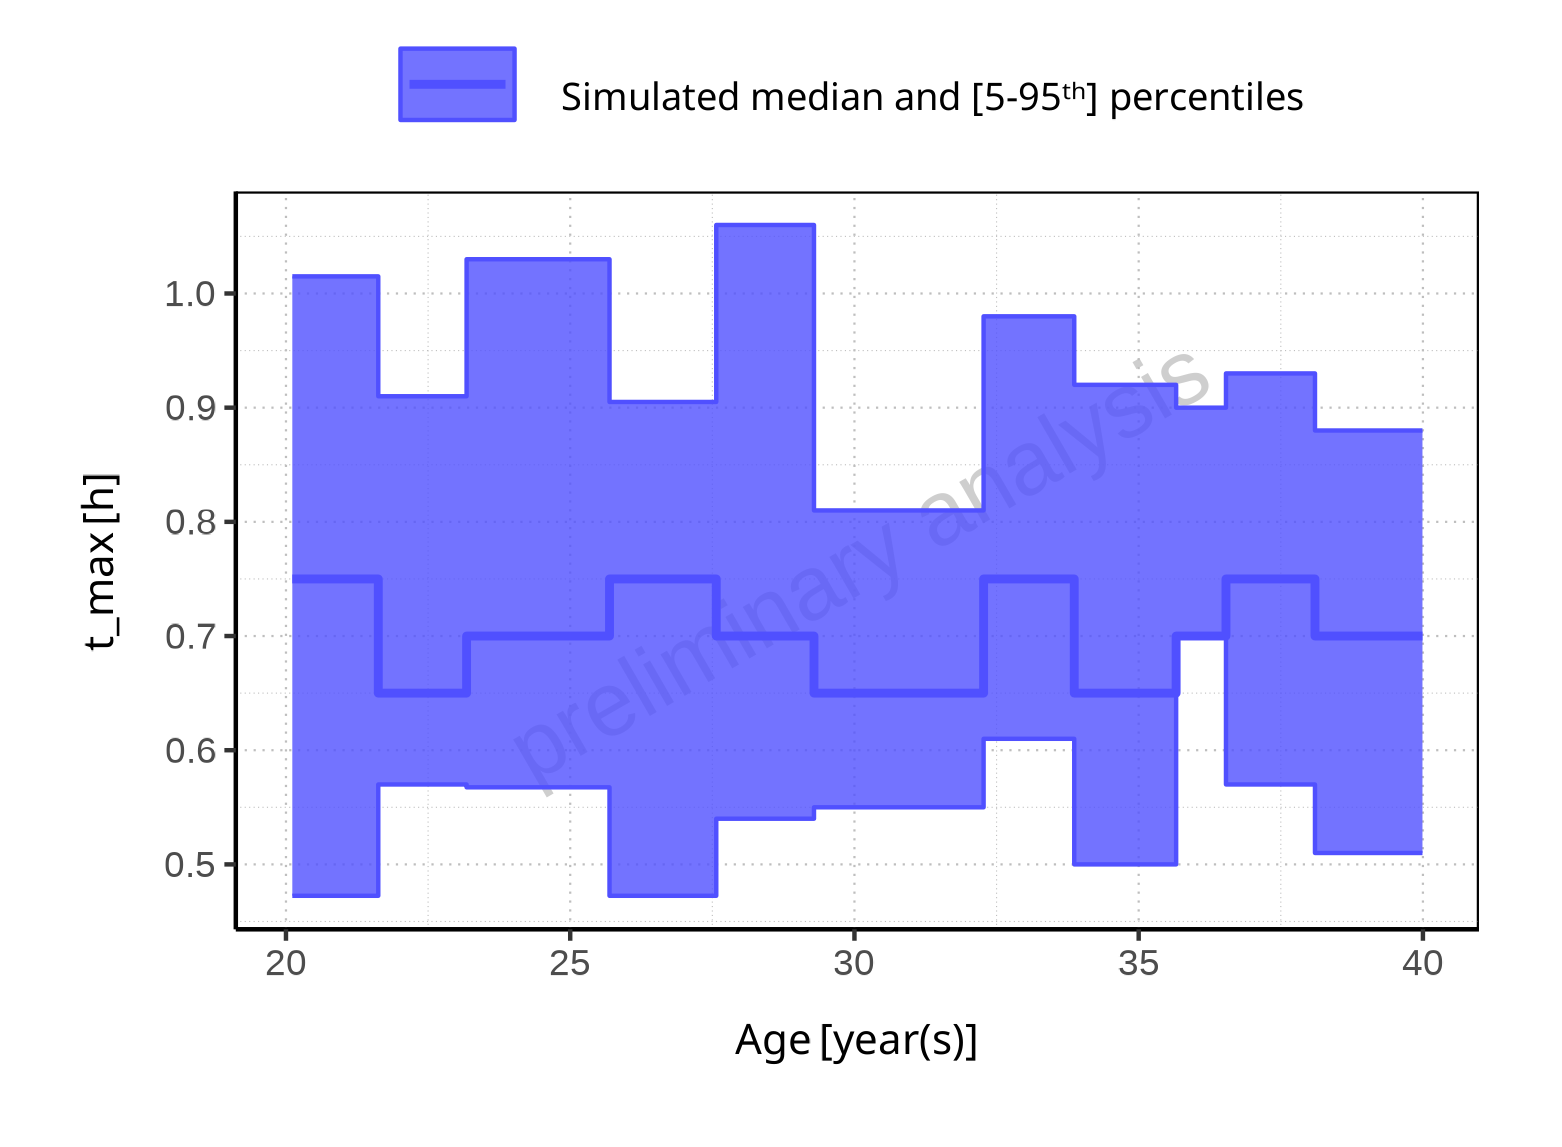 Simulated median and [5-95th] percentiles
1.0
0.9
0.8
0.7
0.6
0.5
t_max [h]
preliminary analysis
20 25 30 35 40
Age [year(s)]